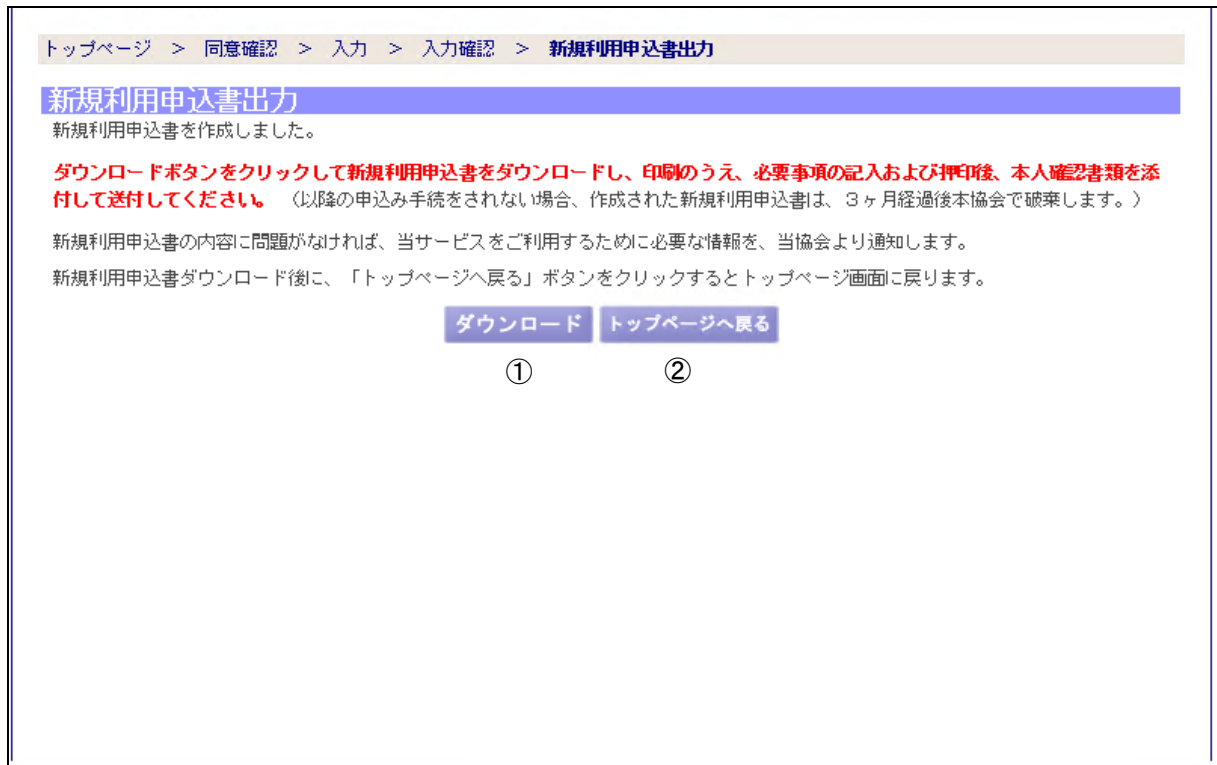 トップページ > 同意確認 > 入力 > 入力確認 > 新規利用申込書出力
新規利用申込書出力
新規利用申込書を作成しました。
ダウンロードボタンをクリックして新規利用申込書をダウンロードし、印刷のうえ、必要事項の記入および押印後、本人確認書類を添
付して送付してください。 （以降の申込み手続をされない場合、作成された新規利用申込書は、３ヶ月経過後本協会で破棄します。）
新規利用申込書の内容に問題がなければ、当サービスをご利用するために必要な情報を、当協会より通知します。
新規利用申込書ダウンロード後に、「トップページへ戻る」ボタンをクリックするとトップページ画面に戻ります。
ダウンロード トップページへ戻る
① ②